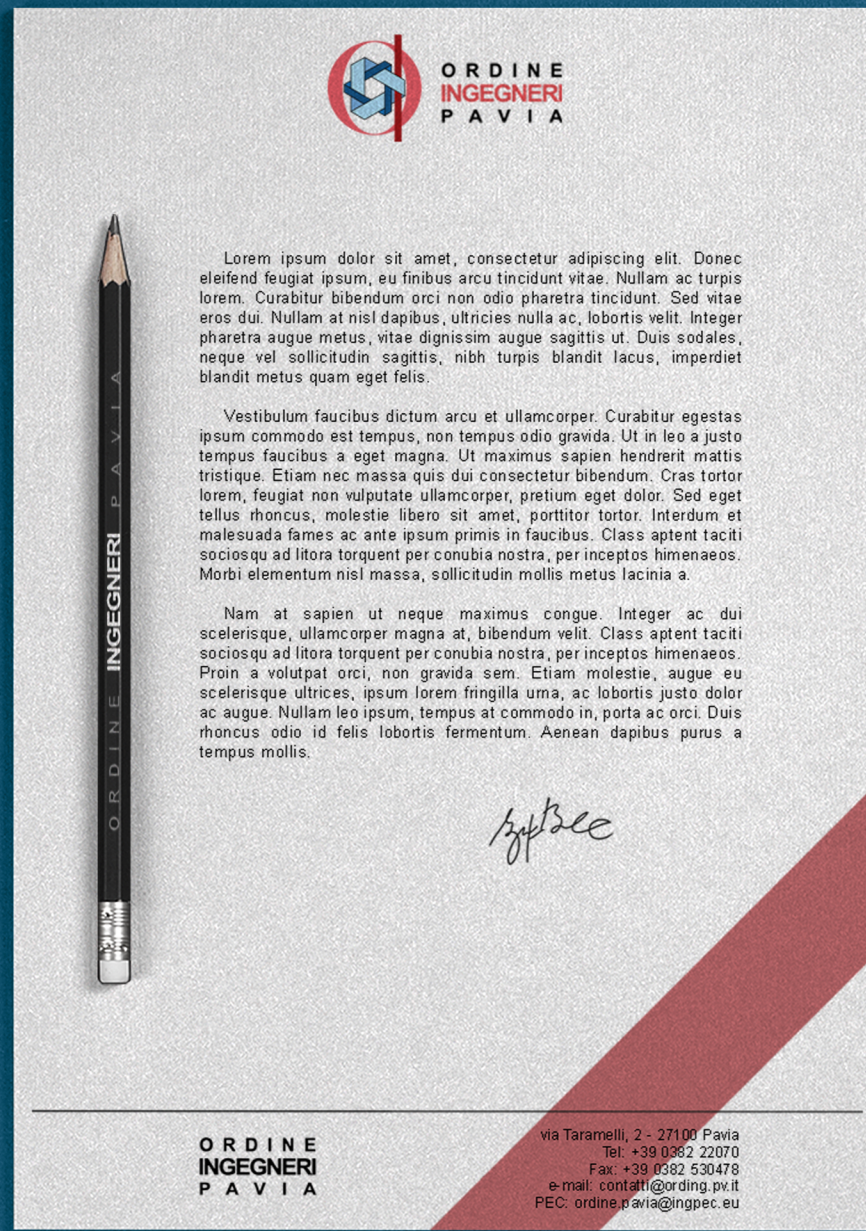 ORDINE
INGEGNERI
PAVIA
Lorem ipsum dolor sit amet, consectetur adipiscing elit. Donec
eleifend feugiat ipsum, eu finibus arcu tincidunt vitae. Nullam ac turpis
lorem. Curabitur bibendum orci non odio pharetra tincidunt. Sed vitae
eros dui. Nullam at nisl dapibus, ultricies nulla ac, lobortis velit. Integer
pharetra augue metus, vitae dignissim augue sagittis ut. Duis sodales,
neque vel sollicitudin sagittis, nibh turpis blandit lacus, imperdiet
blandit metus quam eget felis.
Vestibulum faucibus dictum arcu et ullamcorper. Curabitur egestas
ipsum commodo est tempus, non tempus odio gravida. Ut in leo a justo
tempus faucibus a eget magna. Ut maximus sapien hendrerit mattis
tristique. Etiam nec massa quis dui consectetur bibendum. Cras tortor
lorem, feugiat non vulputate ullamcorper, pretium eget dolor. Sed eget
tellus rhoncus, molestie libero sit amet, porttitor tortor. Interdum et
malesuada fames ac ante ipsum primis in faucibus. Class aptent taciti
sociosqu ad litora torquent per conubia nostra, per inceptos himenaeos.
Morbi elementum nisl massa, sollicitudin mollis metus lacinia a.
Nam at sapien ut neque maximus congue. Integer ac dui
scelerisque, ullamcorper magna at, bibendum velit. Class aptent taciti
sociosqu ad litora torquent per conubia nostra, per inceptos himenaeos.
Proin a volutpat orci, non gravida sem. Etiam molestie, augue eu
scelerisque ultrices, ipsum lorem fringilla urna, ac lobortis justo dolor
ac augue. Nullam leo ipsum, tempus at commodo in, porta ac orci. Duis
rhoncus odio id felis lobortis fermentum. Aenean dapibus purus a
tempus mollis.
ORDINE INGEGNERI PAVIA
ORDINE
INGEGNERI
PAVIA
via Taramelli, 2 - 27100 Pavia
Tel: +39 0382 22070
Fax: +39 0382 530478
e-mail: contatti@ording.pv.it
PEC: ordine.pavia@ingpec.eu